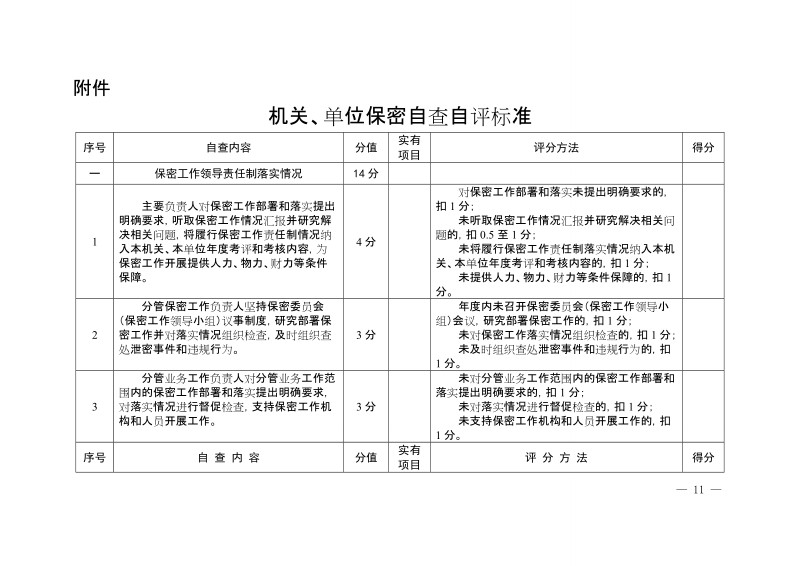 附件
机关、单位保密自查自评标准
序号 自查内容 分值 实有项目 评分方法 得分
一 保密工作领导责任制落实情况 14 分
1
主要负责人对保密工作部署和落实提出
明确要求，听取保密工作情况汇报并研究解
决相关问题，将履行保密工作责任制情况纳
入本机关、本单位年度考评和考核内容，为
保密工作开展提供人力、物力、财力等条件
保障。
4 分
对保密工作部署和落实未提出明确要求的，
扣 1 分；
未听取保密工作情况汇报并研究解决相关问
题的，扣 0.5 至 1 分；
未将履行保密工作责任制落实情况纳入本机
关、本单位年度考评和考核内容的，扣 1 分；
未提供人力、物力、财力等条件保障的，扣 1
分。
2
分管保密工作负责人坚持保密委员会
（保密工作领导小组）议事制度，研究部署保
密工作并对落实情况组织检查，及时组织查
处泄密事件和违规行为。
3 分
年度内未召开保密委员会（保密工作领导小
组）会议，研究部署保密工作的，扣 1 分；
未对保密工作落实情况组织检查的，扣 1 分；
未及时组织查处泄密事件和违规行为的，扣
1 分。
3
分管业务工作负责人对分管业务工作范
围内的保密工作部署和落实提出明确要求，
对落实情况进行督促检查，支持保密工作机
构和人员开展工作。
3 分
未对分管业务工作范围内的保密工作部署和
落实提出明确要求的，扣 1 分；
未对落实情况进行督促检查的，扣 1 分；
未支持保密工作机构和人员开展工作的，扣
1 分。
序号 自 查 内 容 分值 实有项目 评 分 方 法 得分
— 11 —